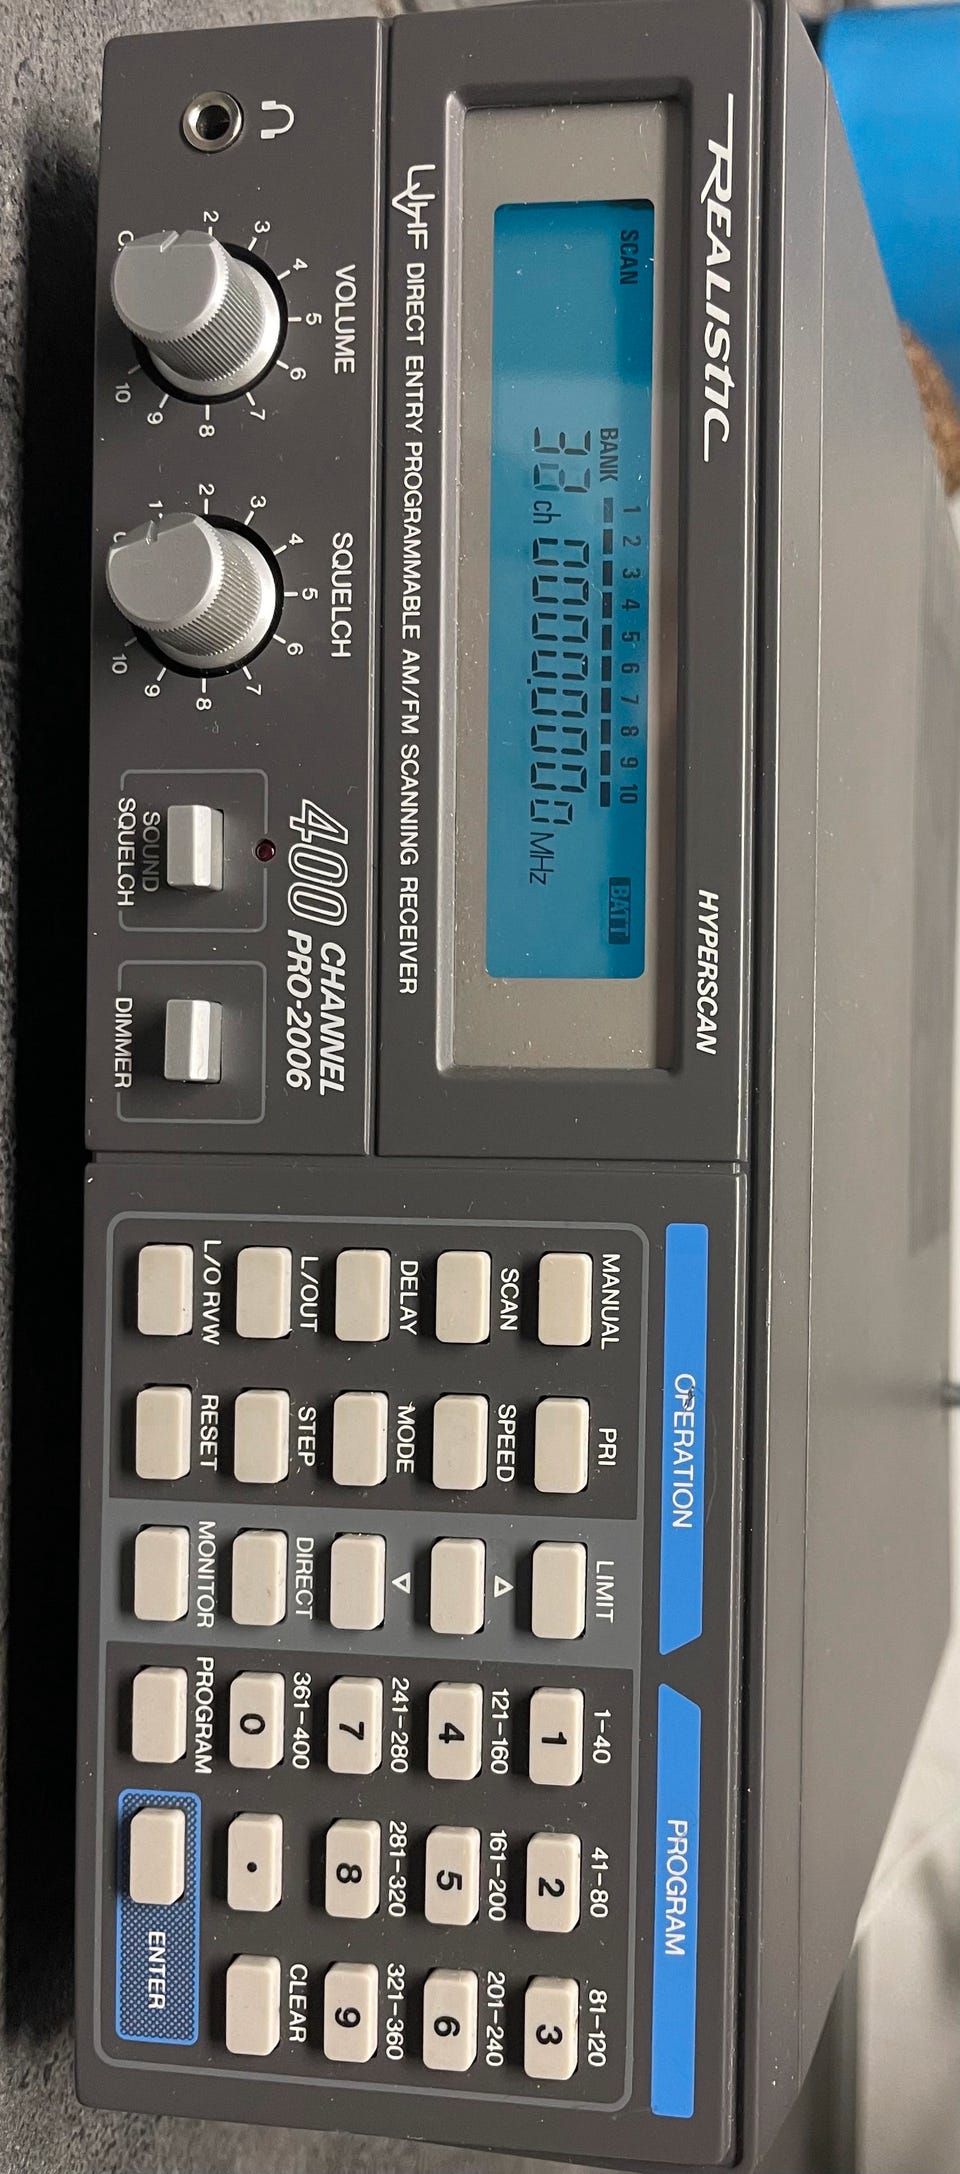 REALISTIC
HYPERSCAN
SCAN
BANK 1 2 3 4 5 6 7 8 9 10
BATT
ch 000.0000 MHz
UHF DIRECT ENTRY PROGRAMMABLE AM/FM SCANNING RECEIVER
VOLUME
0 2 3 4 5 6 7 8 9 10
SQUELCH
0 1 2 3 4 5 6 7 8 9 10
400 CHANNEL
PRO-2006
SOUND
SQUELCH
DIMMER
OPERATION
PROGRAM
MANUAL PRI LIMIT 1-40 41-80 81-120
1 2 3
SCAN SPEED △ 121-160 161-200 201-240
4 5 6
DELAY MODE ▽ 241-280 281-320 321-360
7 8 9
L/OUT STEP DIRECT 361-400 CLEAR
0 •
L/O RVW RESET MONITOR PROGRAM
ENTER